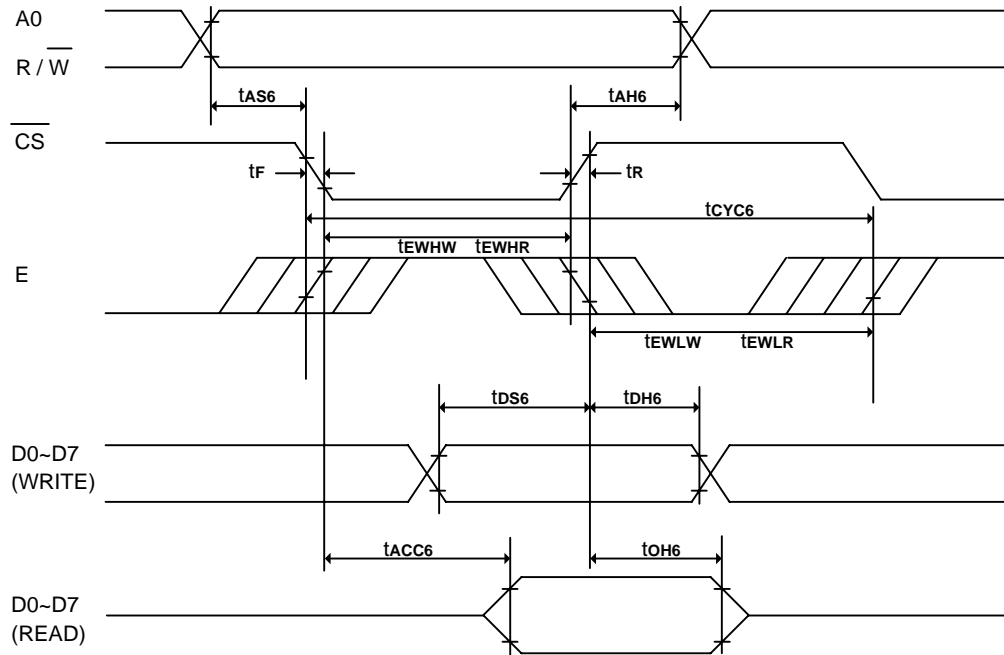 A0
R / W̅
tAS6 tAH6
C̅S̅
tF tR
tCYC6
tEWHW tEWHR
E
tEWLW tEWLR
tDS6 tDH6
D0~D7
(WRITE)
tACC6 tOH6
D0~D7
(READ)